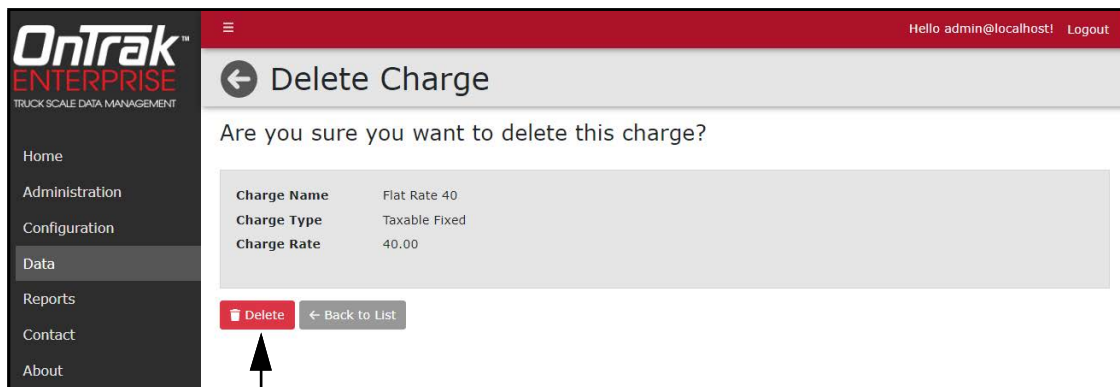 OnTrak™
ENTERPRISE
TRUCK SCALE DATA MANAGEMENT
Home
Administration
Configuration
Data
Reports
Contact
About
☰ Hello admin@localhost! Logout
Delete Charge
Are you sure you want to delete this charge?
Charge Name Flat Rate 40
Charge Type Taxable Fixed
Charge Rate 40.00
Delete ← Back to List